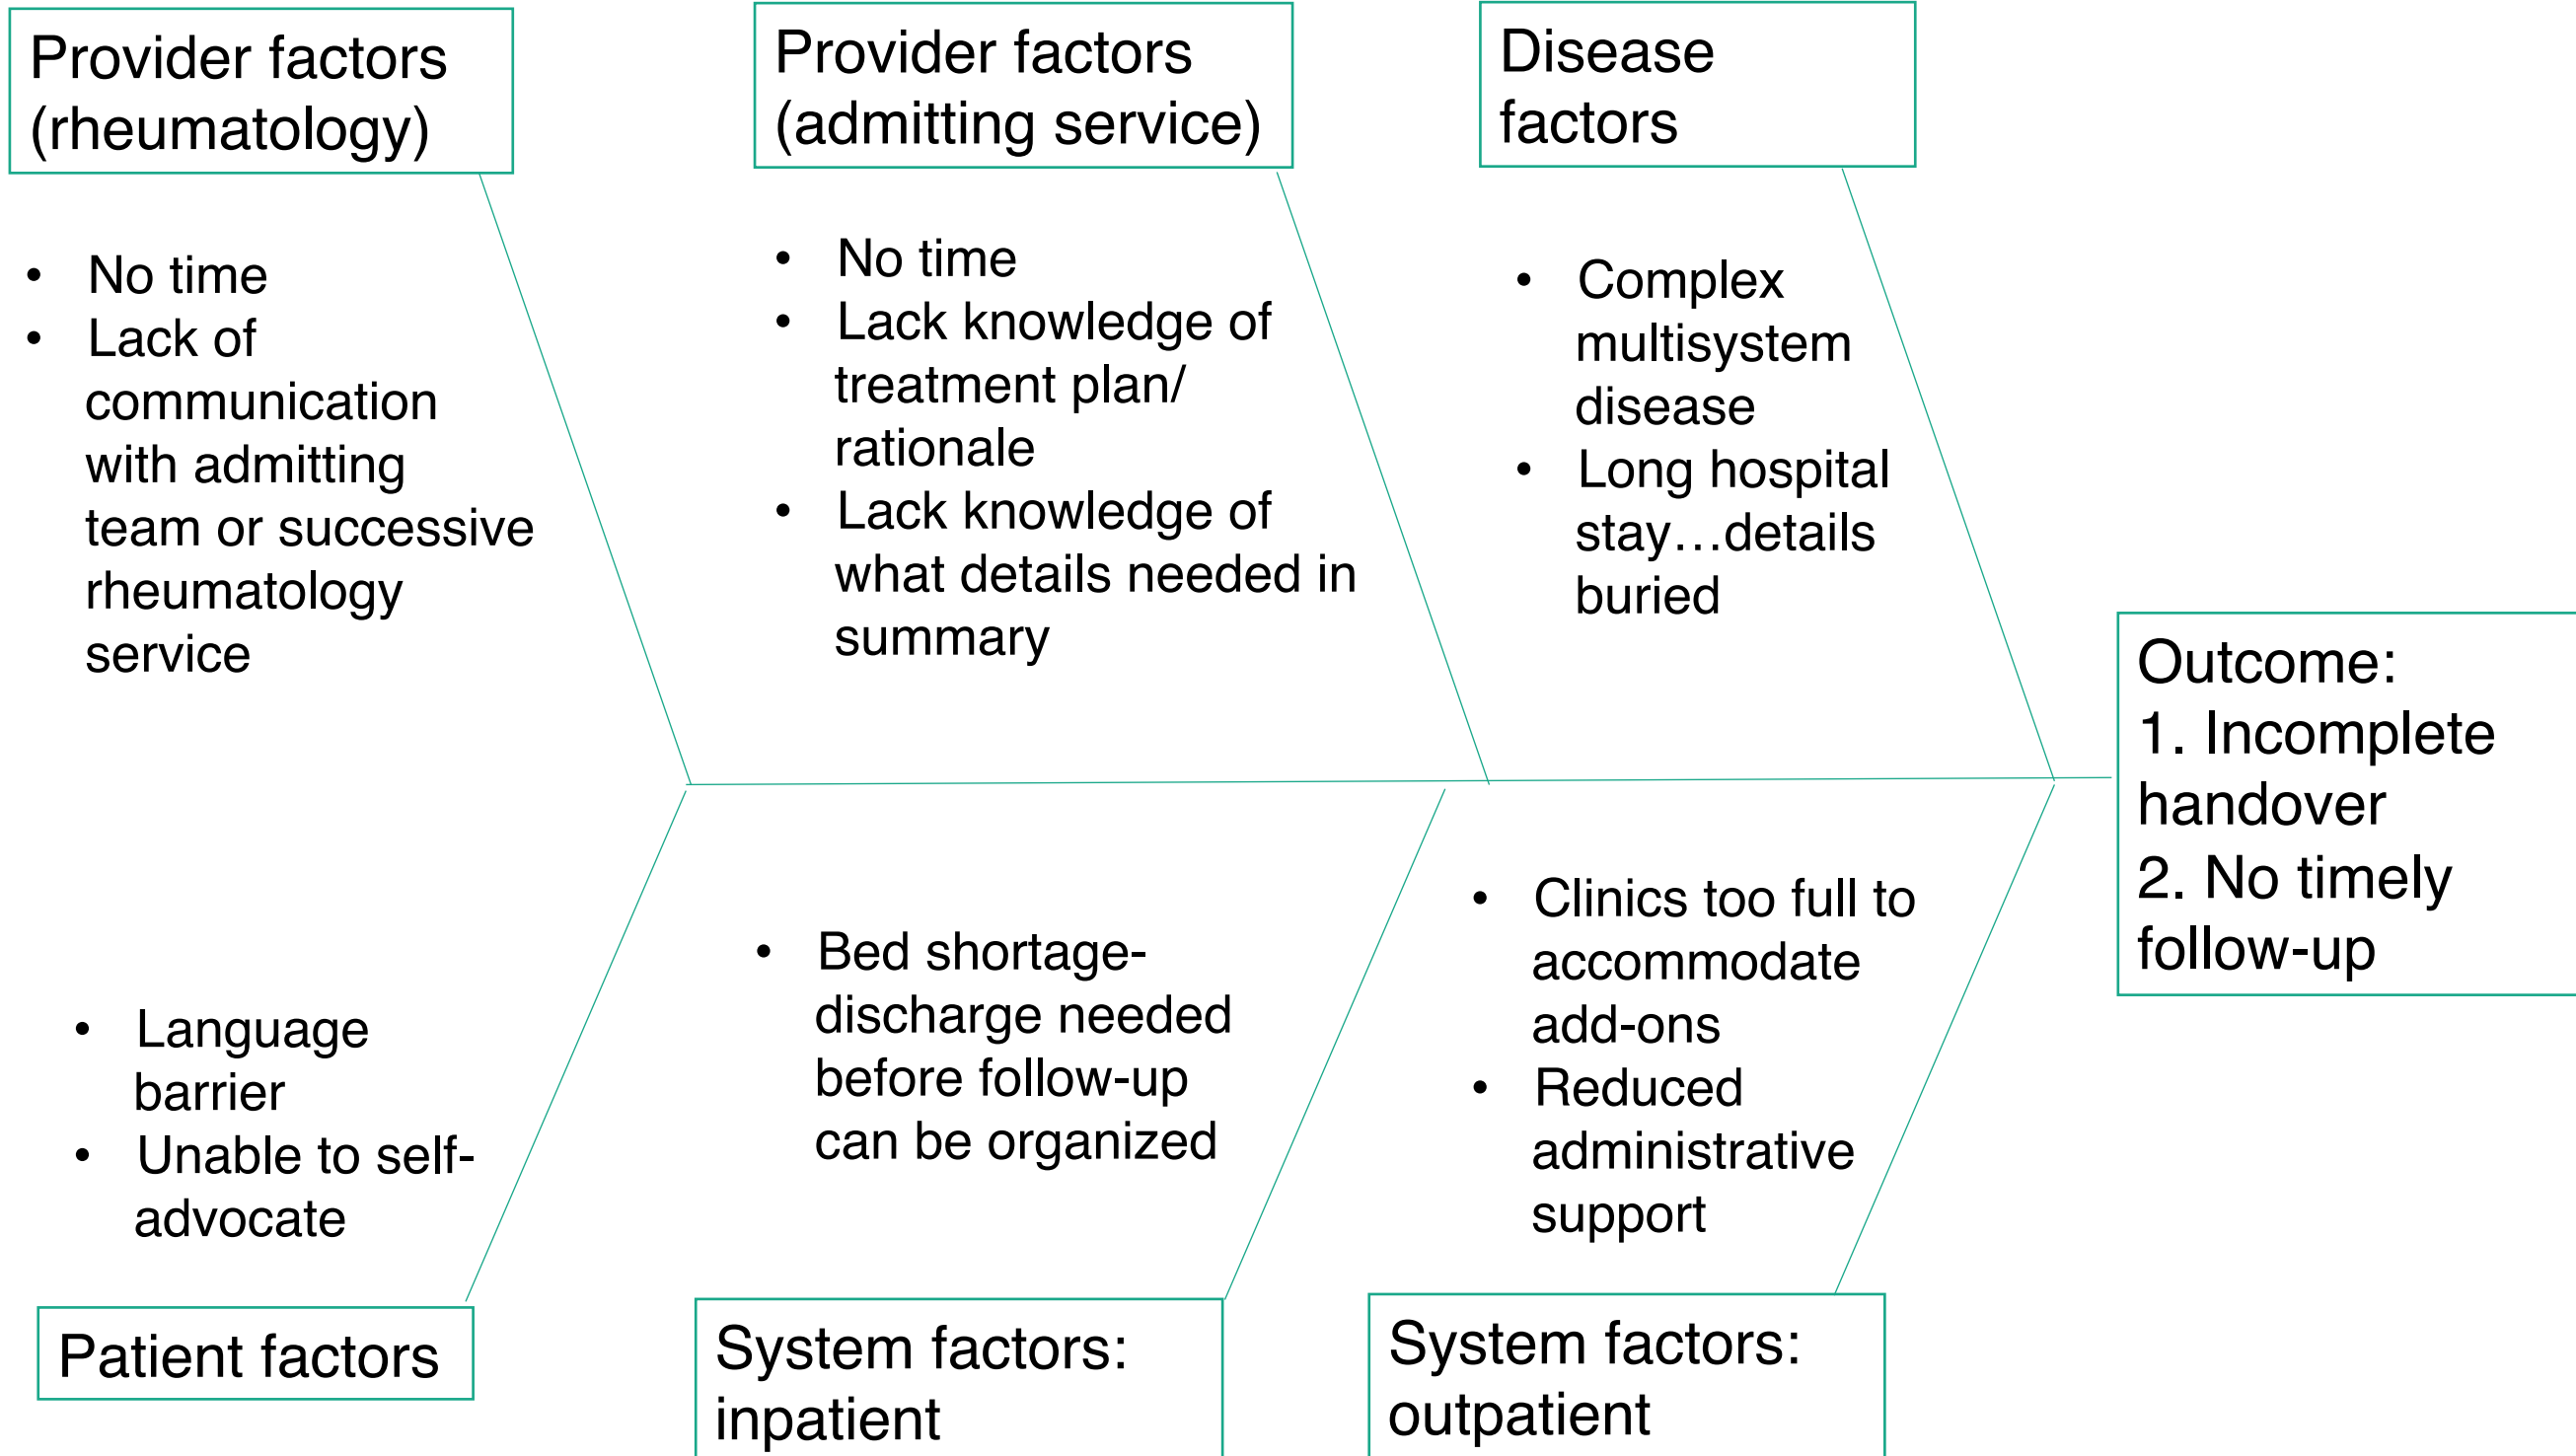 Provider factors
(rheumatology)
• No time
• Lack of
communication
with admitting
team or successive
rheumatology
service
Provider factors
(admitting service)
• No time
• Lack knowledge of
treatment plan/
rationale
• Lack knowledge of
what details needed in
summary
Disease
factors
• Complex
multisystem
disease
• Long hospital
stay…details
buried
Outcome:
1. Incomplete
handover
2. No timely
follow-up
• Language
barrier
• Unable to self-
advocate
Patient factors
• Bed shortage-
discharge needed
before follow-up
can be organized
System factors:
inpatient
• Clinics too full to
accommodate
add-ons
• Reduced
administrative
support
System factors:
outpatient